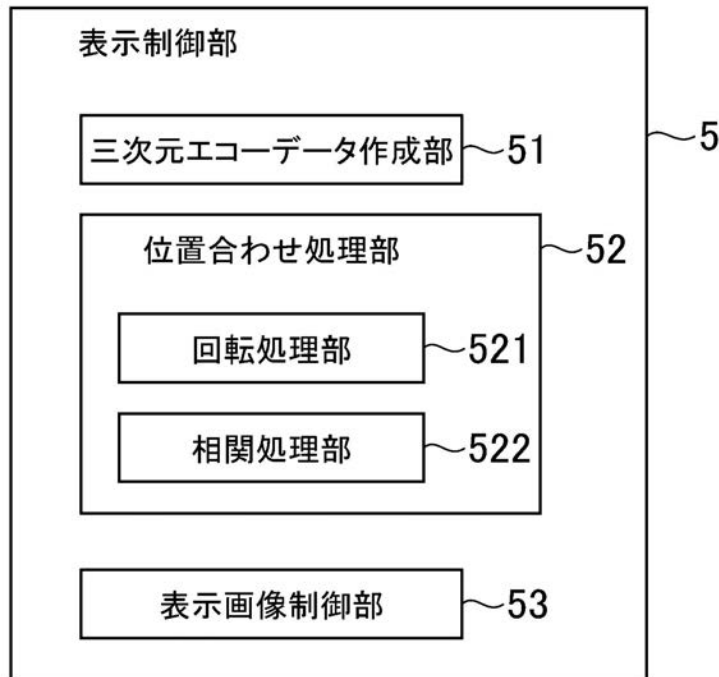 表示制御部
5
三次元エコーデータ作成部 51
位置合わせ処理部 52
回転処理部 521
相関処理部 522
表示画像制御部 53